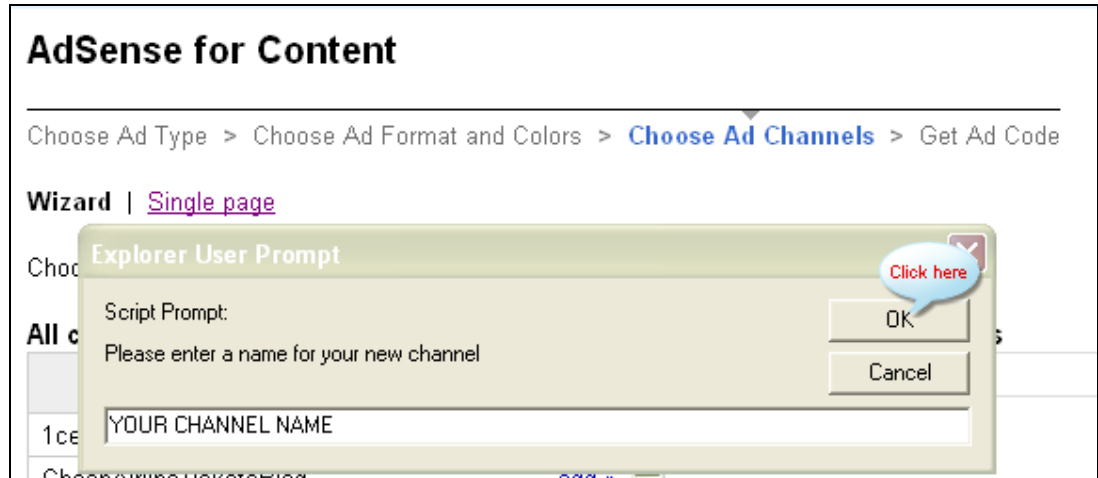 AdSense for Content
Choose Ad Type > Choose Ad Format and Colors > Choose Ad Channels > Get Ad Code
Wizard | Single page
Explorer User Prompt
Click here
Script Prompt:
OK
Please enter a name for your new channel
Cancel
YOUR CHANNEL NAME